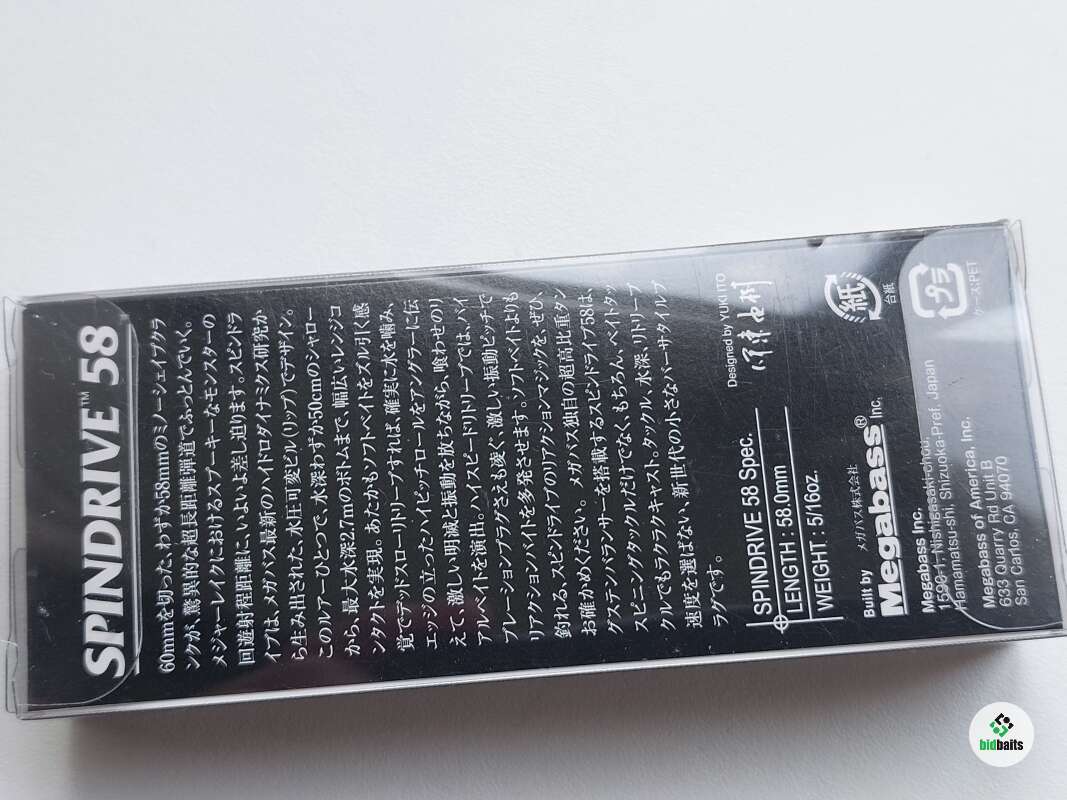 SPINDRIVE™ 58
60mmを切った、わずか58mmのミノーシェイプクラ
ンクが、驚異的な超長距離弾道でふっとんでいく。
メジャーレイクにおけるスプーキーなモンスターの
回遊射程距離に、いよいよ差し迫ります。スピンドラ
イブは、メガバス最新のハイドロダイナミクス研究か
ら生み出された、水圧可変ビル(リップ)でデザイン。
このルアーひとつで、水深わずか50cmのシャロー
から、最大水深2.7mのボトムまで、幅広いレンジコ
ンタクトを実現。あたかもソフトベイトをズル引く感
覚でデッドスローリトリーブすれば、確実に水を噛み、
エッジの立ったハイピッチロールをアングラーに伝
えて、激しい明滅と振動を放ちながら、喰わせのリ
アルベイトを演出。ハイスピードリトリーブでは、バイ
ブレーションプラグさえも凌ぐ、激しい振動ピッチで
リアクションバイトを多発させます。ソフトベイトよりも
釣れる、スピンドライブのリアクションマジックを、ぜひ、
お確かめください。 メガバス独自の超高比重タン
グステンバランサーを搭載するスピンドライブ58は、
スピニングタックルだけでなく、もちろん、ベイトタッ
クルでもラクラクキャスト。タックル、水深、リトリーブ
速度を選ばない、新世代の小さなバーサタイルプ
ラグです。
SPINDRIVE 58 Spec.
LENGTH : 58.0mm
WEIGHT : 5/16oz.
Designed by YUKI ITO
伊東由樹
Built by メガバス株式会社
Megabass® Inc.
Megabass Inc.
1590-1, Nishigasaki-chou,
Hamamatsu-shi, Shizuoka-Pref. Japan
Megabass of America, Inc.
633 Quarry Rd Unit B
San Carlos, CA 94070
紙
台紙
プラ
ケース:PET
bidbaits